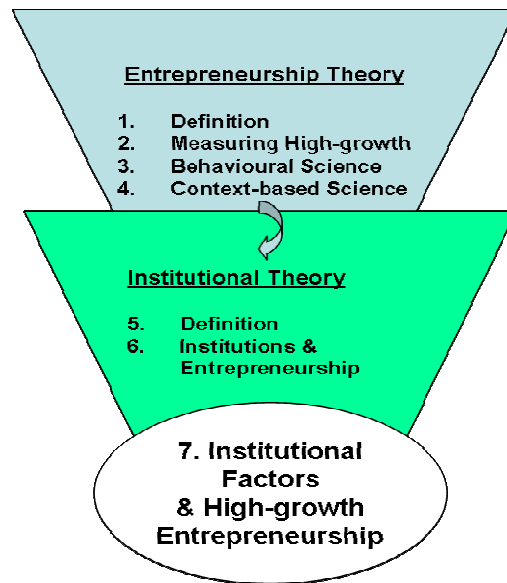 Entrepreneurship Theory
1. Definition
2. Measuring High-growth
3. Behavioural Science
4. Context-based Science
Institutional Theory
5. Definition
6. Institutions &
Entrepreneurship
7. Institutional
Factors
& High-growth
Entrepreneurship